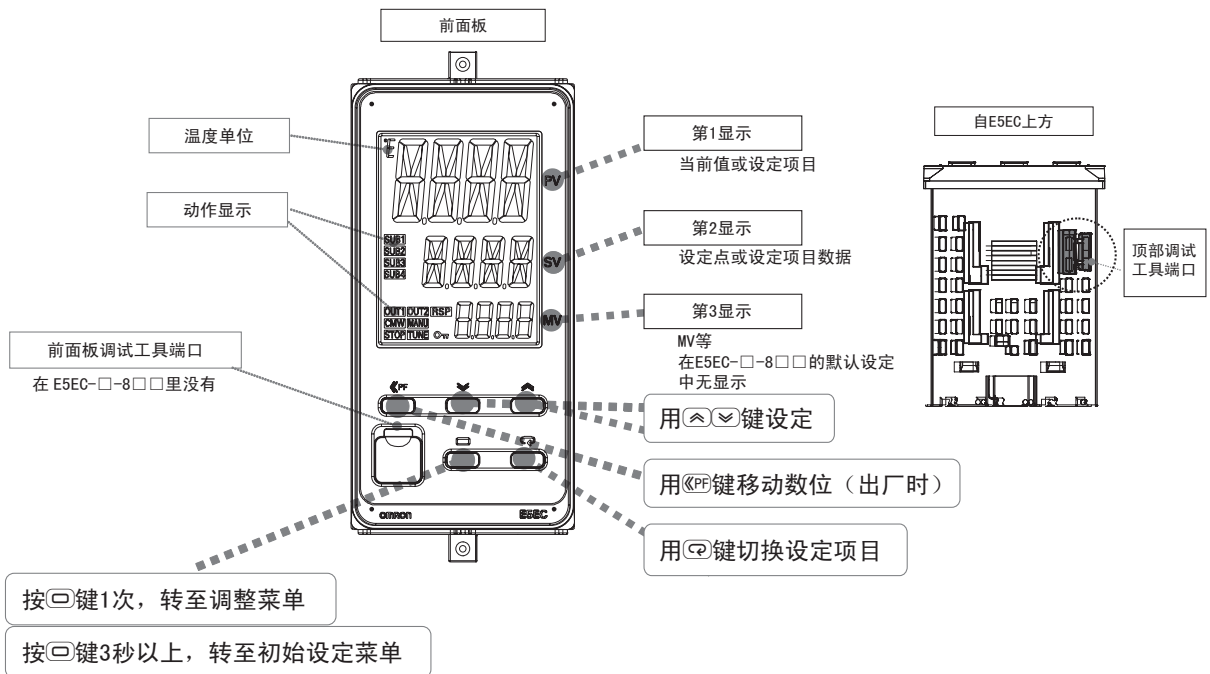 前面板
温度单位
动作显示
前面板调试工具端口
在 E5EC-□-8□□里没有
PV
SV
MV
SUB1
SUB2
SUB3
SUB4
OUT1 OUT2 RSP
CMW MANU
STOP TUNE
PF
omron E5EC
第1显示
当前值或设定项目
第2显示
设定点或设定项目数据
第3显示
MV等
在E5EC-□-8□□的默认设定
中无显示
用︽︾键设定
用《PF键移动数位（出厂时）
用键切换设定项目
按键1次，转至调整菜单
按键3秒以上，转至初始设定菜单
自E5EC上方
顶部调试
工具端口